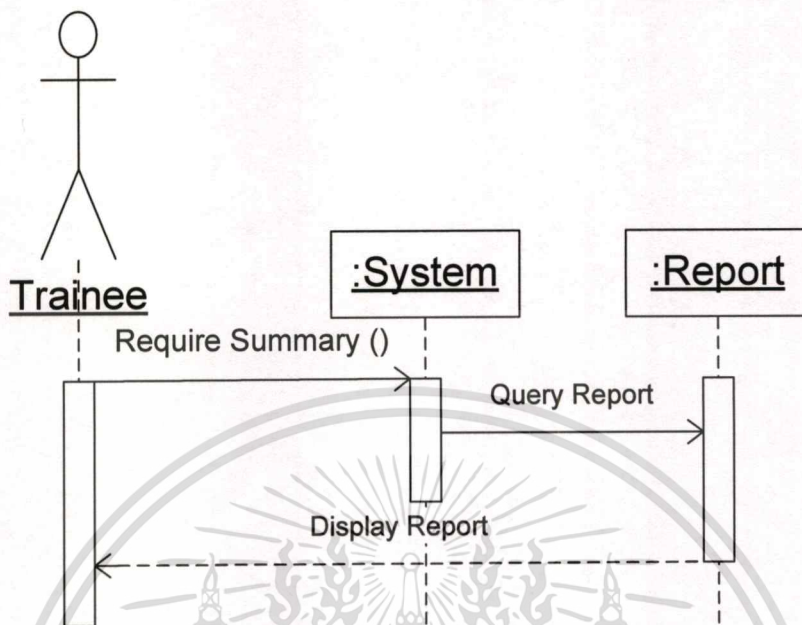 Trainee
:System
:Report
Require Summary ()
Query Report
Display Report